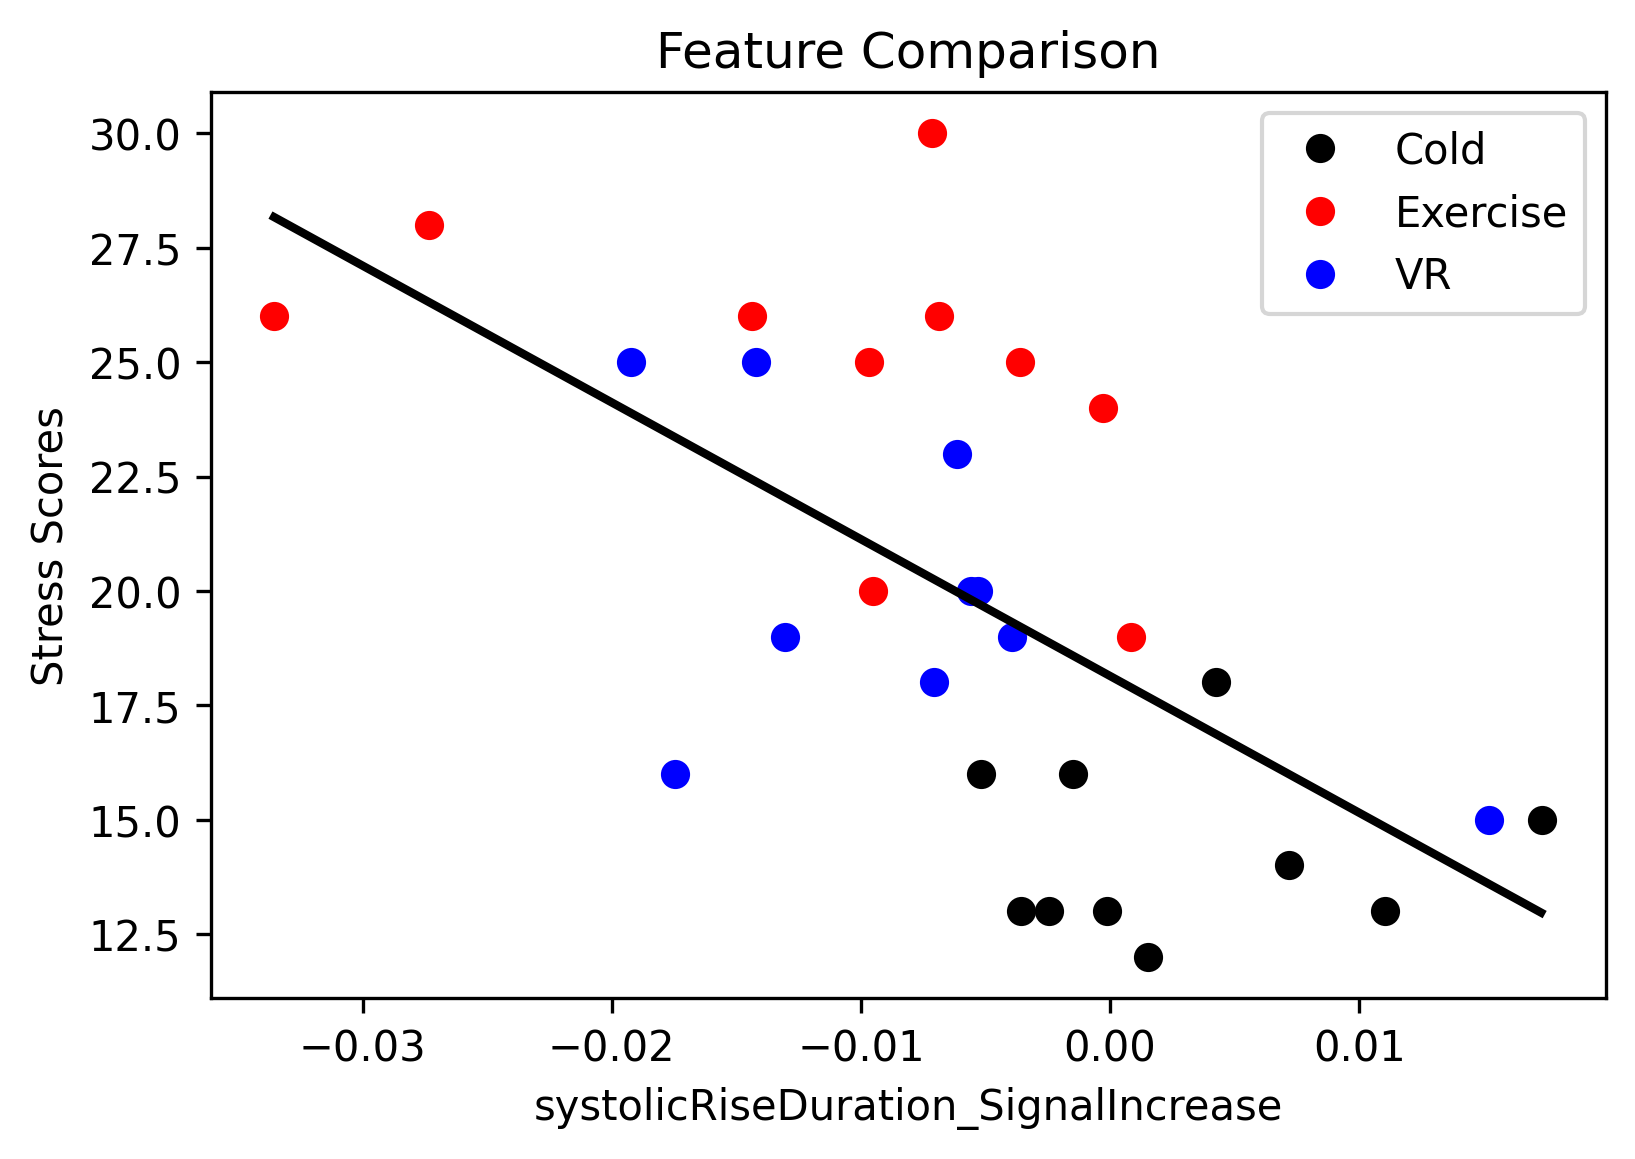 Feature Comparison
30.0
27.5
25.0
22.5
20.0
17.5
15.0
12.5
Stress Scores
Cold
Exercise
VR
−0.03
−0.02
−0.01
0.00
0.01
systolicRiseDuration_SignalIncrease